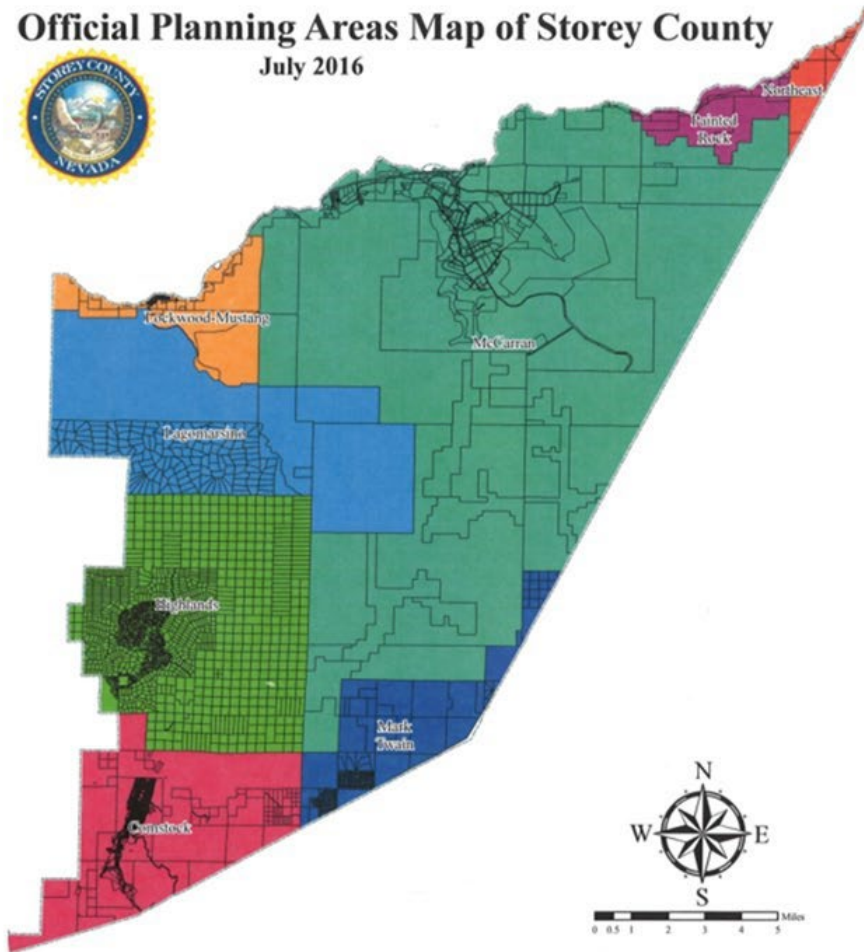 Official Planning Areas Map of Storey County
July 2016
STOREY COUNTY
NEVADA
Northeast
Painted
Rock
Lockwood-Mustang
McCarran
Lagomarsino
Highlands
Mark
Twain
Comstock
N
W
E
S
0 0.5 1 2 3 4 5 Miles